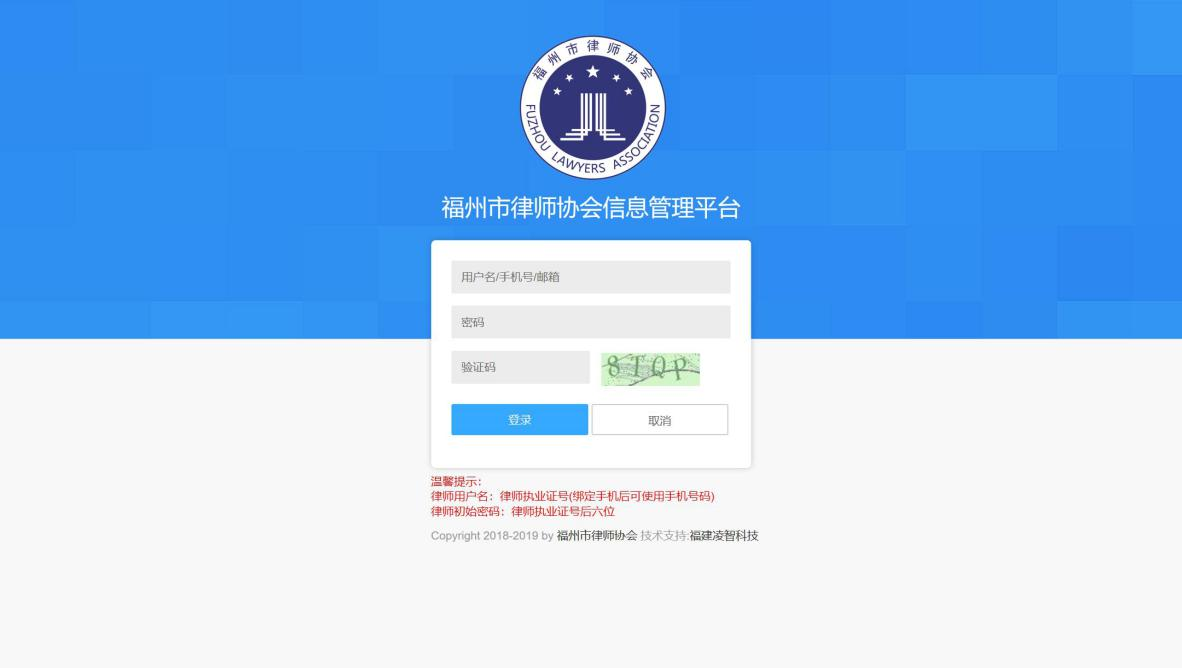 福州市律师协会
FUZHOU LAWYERS ASSOCIATION
福州市律师协会信息管理平台
用户名/手机号/邮箱
密码
验证码 8TQP
登录 取消
温馨提示：
律师用户名：律师执业证号(绑定手机后可使用手机号码)
律师初始密码：律师执业证号后六位
Copyright 2018-2019 by 福州市律师协会 技术支持:福建凌智科技